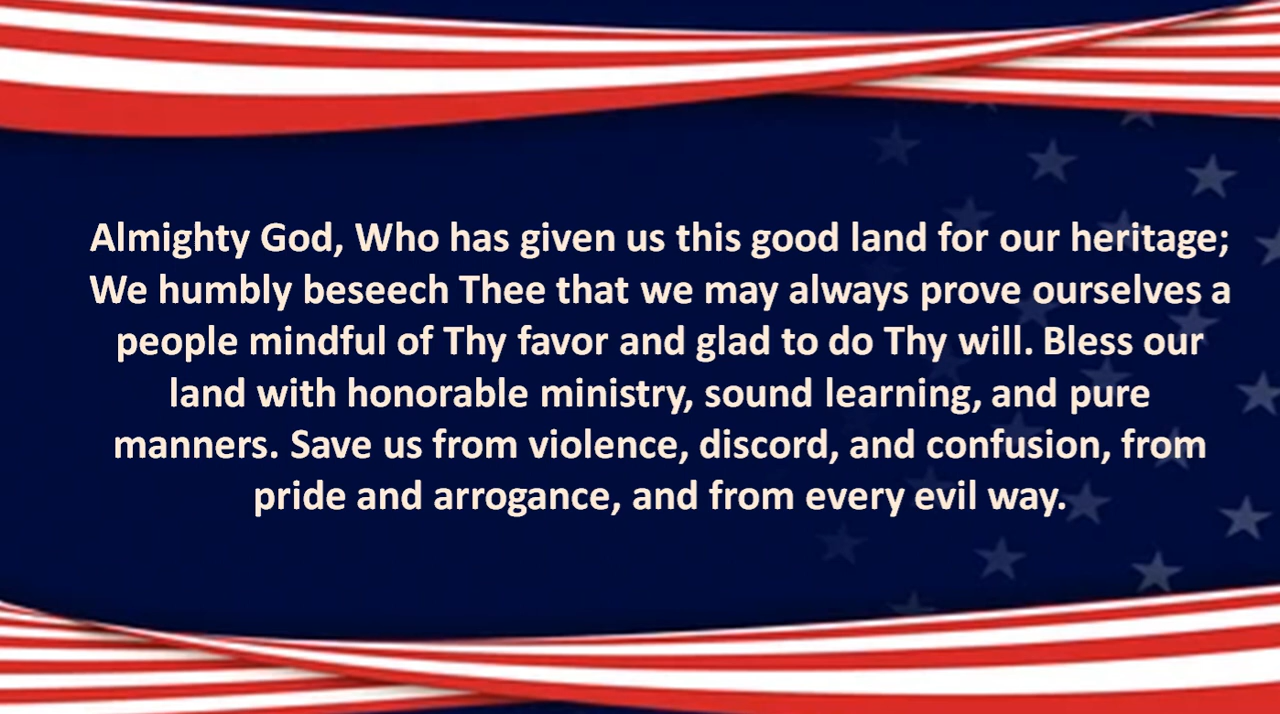 Almighty God, Who has given us this good land for our heritage;
We humbly beseech Thee that we may always prove ourselves a
people mindful of Thy favor and glad to do Thy will. Bless our
land with honorable ministry, sound learning, and pure
manners. Save us from violence, discord, and confusion, from
pride and arrogance, and from every evil way.